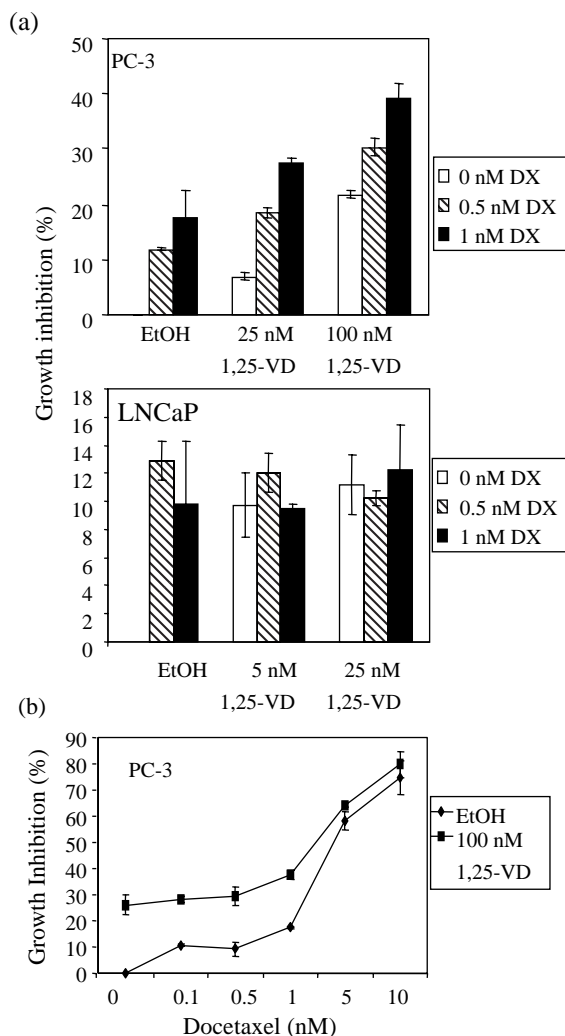 (a)
PC-3
50
40
30
20
10
0
Growth inhibition (%)
EtOH 25 nM 100 nM
1,25-VD 1,25-VD
0 nM DX
0.5 nM DX
1 nM DX
LNCaP
18
16
14
12
10
8
6
4
2
0
EtOH 5 nM 25 nM
1,25-VD 1,25-VD
0 nM DX
0.5 nM DX
1 nM DX
(b)
PC-3
90
80
70
60
50
40
30
20
10
0
Growth Inhibition (%)
0 0.1 0.5 1 5 10
Docetaxel (nM)
EtOH
100 nM
1,25-VD